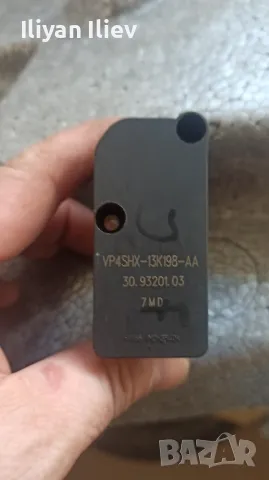 Iliyan Iliev
VP4SHX-13K198-AA
30.93201.03
7MD
BAZAR